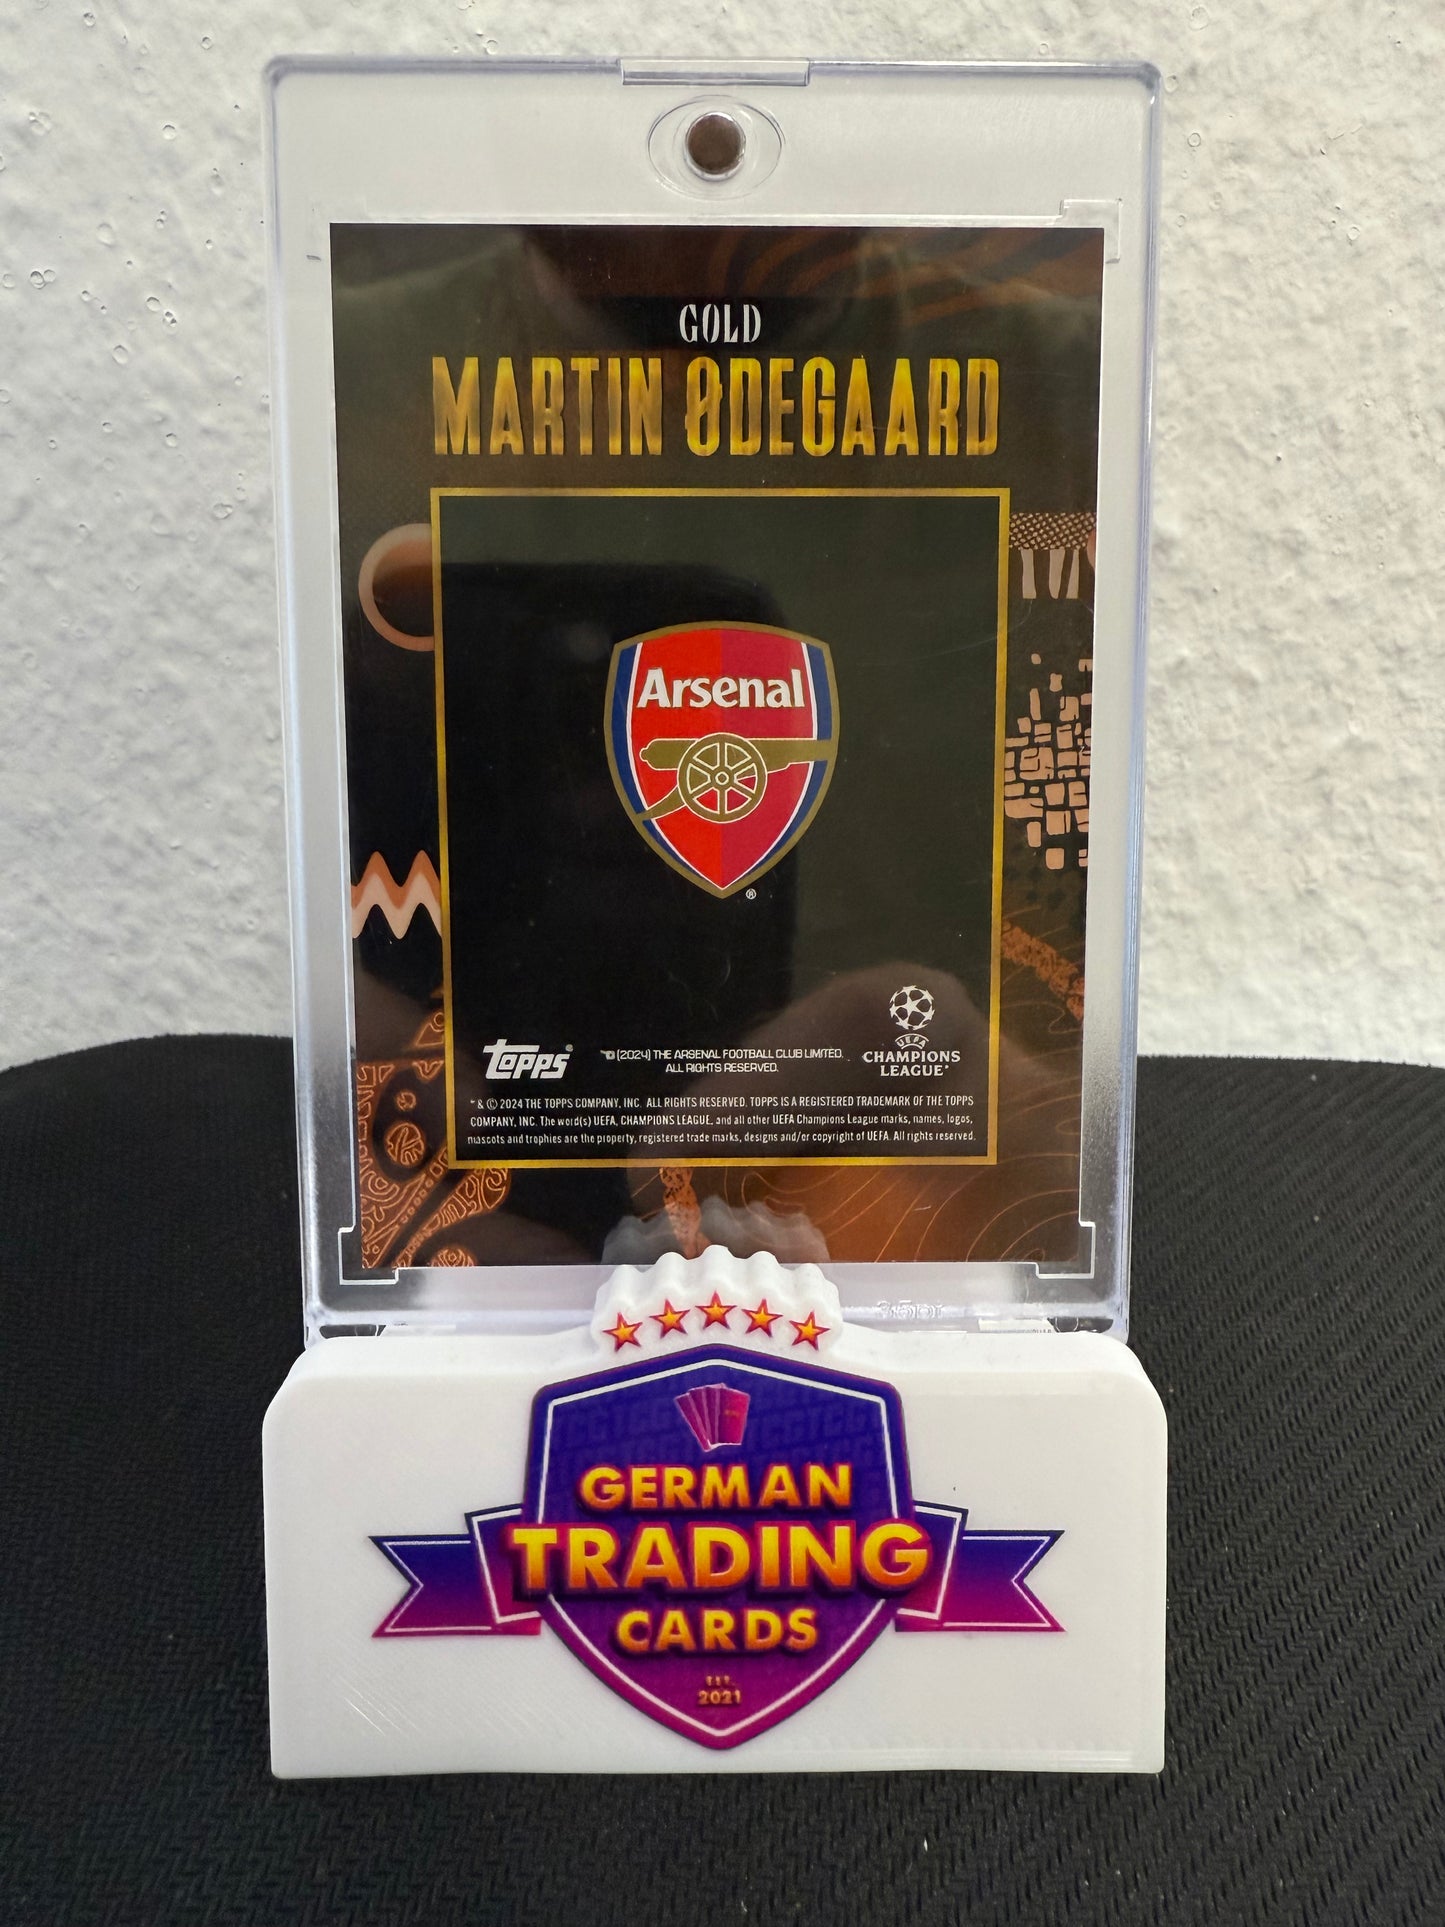 GOLD
MARTIN ØDEGAARD
Arsenal
®
topps®
(2024) THE ARSENAL FOOTBALL CLUB LIMITED.
ALL RIGHTS RESERVED.
UEFA
CHAMPIONS
LEAGUE®
™ & © 2024 THE TOPPS COMPANY, INC. ALL RIGHTS RESERVED. TOPPS IS A REGISTERED TRADEMARK OF THE TOPPS
COMPANY, INC. The word(s) UEFA, CHAMPIONS LEAGUE, and all other UEFA Champions League marks, names, logos,
mascots and trophies are the property, registered trade marks, designs and/or copyright of UEFA. All rights reserved.
GERMAN
TRADING
CARDS
EST.
2021